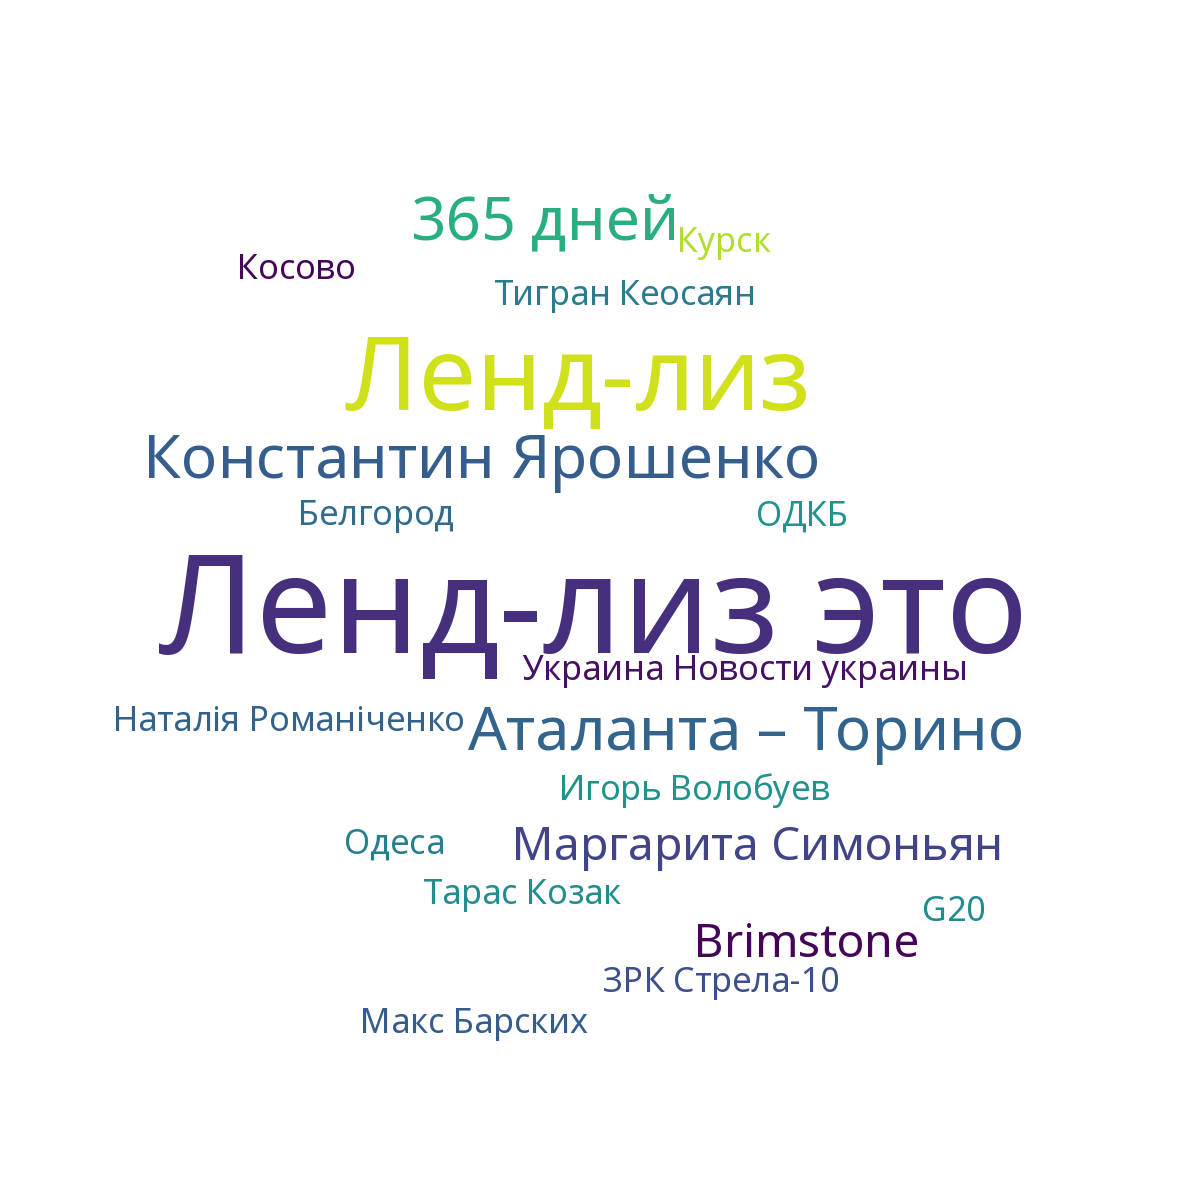 365 дней
Курск
Косово
Тигран Кеосаян
Ленд-лиз
Константин Ярошенко
Белгород
ОДКБ
Ленд-лиз это
Украина Новости украины
Наталія Романіченко
Аталанта – Торино
Игорь Волобуев
Одеса
Маргарита Симоньян
Тарас Козак
G20
Brimstone
ЗРК Стрела-10
Макс Барских